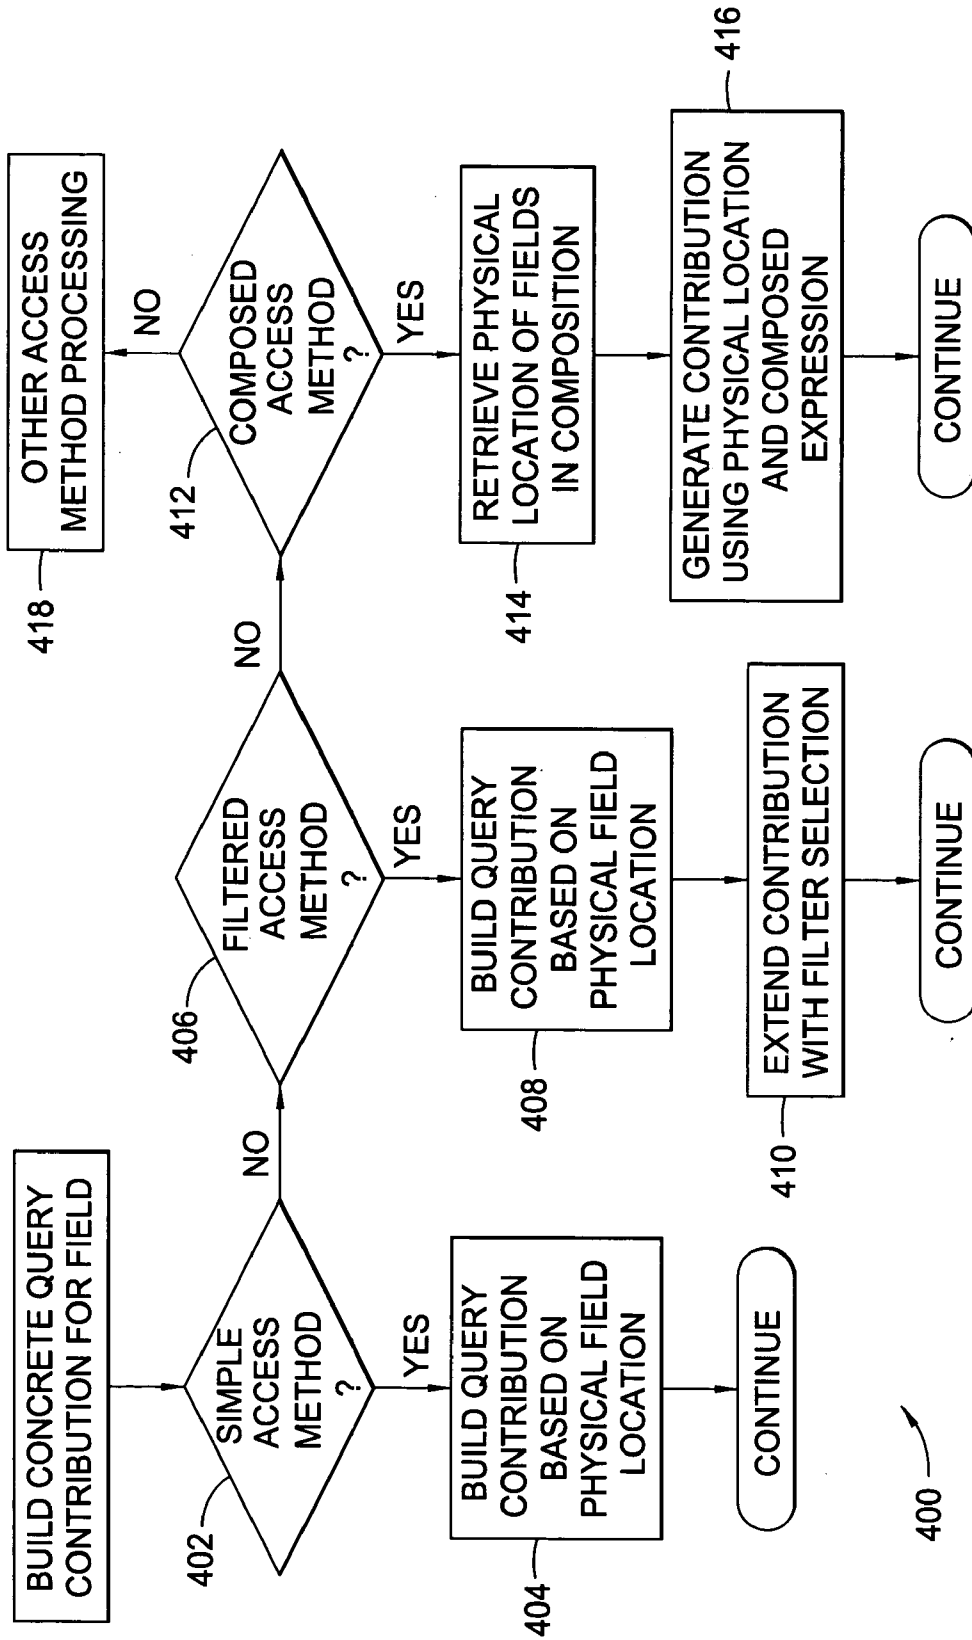 BUILD CONCRETE QUERY
CONTRIBUTION FOR FIELD
402
SIMPLE
ACCESS
METHOD
?
NO
YES
404
BUILD QUERY
CONTRIBUTION
BASED ON
PHYSICAL FIELD
LOCATION
CONTINUE
406
FILTERED
ACCESS
METHOD
?
NO
YES
408
BUILD QUERY
CONTRIBUTION
BASED ON
PHYSICAL FIELD
LOCATION
410
EXTEND CONTRIBUTION
WITH FILTER SELECTION
CONTINUE
412
COMPOSED
ACCESS
METHOD
?
NO
418
OTHER ACCESS
METHOD PROCESSING
YES
414
RETRIEVE PHYSICAL
LOCATION OF FIELDS
IN COMPOSITION
416
GENERATE CONTRIBUTION
USING PHYSICAL LOCATION
AND COMPOSED
EXPRESSION
CONTINUE
400